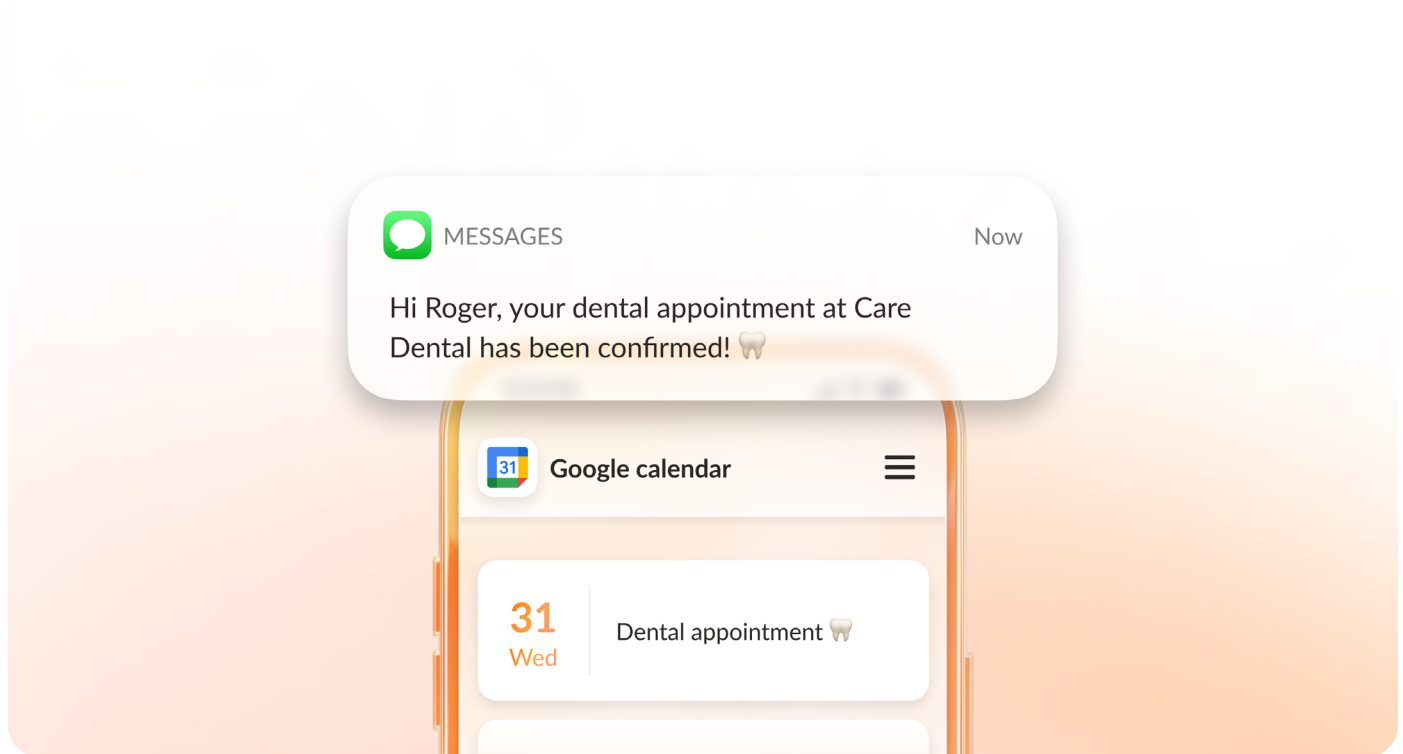 MESSAGES
Now
Hi Roger, your dental appointment at Care
Dental has been confirmed! 🦷
31
Google calendar
31
Wed
Dental appointment 🦷